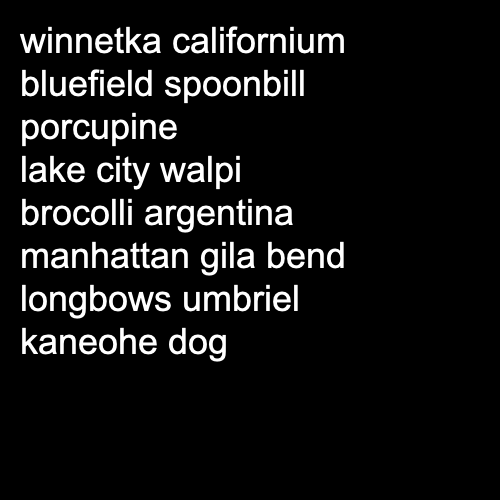 winnetka californium
bluefield spoonbill
porcupine
lake city walpi
brocolli argentina
manhattan gila bend
longbows umbriel
kaneohe dog